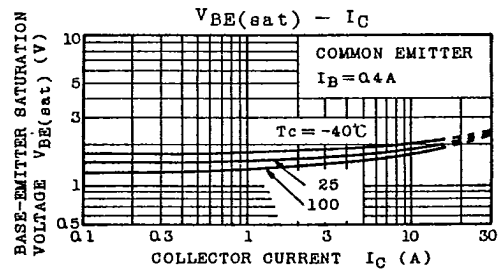 VBE(sat) – IC
BASE-EMITTER SATURATION
VOLTAGE VBE(sat) (V)
10
5
3
1
0.5
COMMON EMITTER
IB=0.4A
Tc=-40℃
25
100
0.1 0.3 1 3 10 30
COLLECTOR CURRENT IC (A)